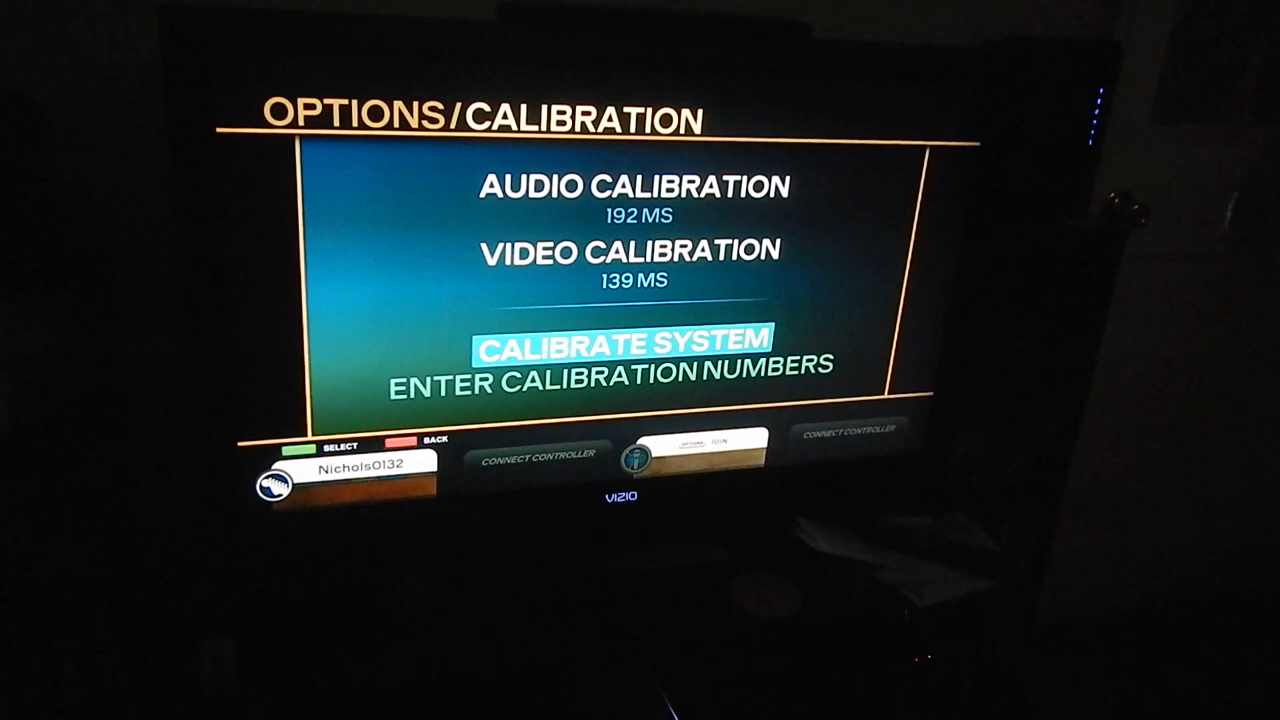 OPTIONS/CALIBRATION
AUDIO CALIBRATION
192 MS
VIDEO CALIBRATION
139 MS
CALIBRATE SYSTEM
ENTER CALIBRATION NUMBERS
SELECT
BACK
Nichols0132
CONNECT CONTROLLER
OPTIONS JOIN
CONNECT CONTROLLER
VIZIO